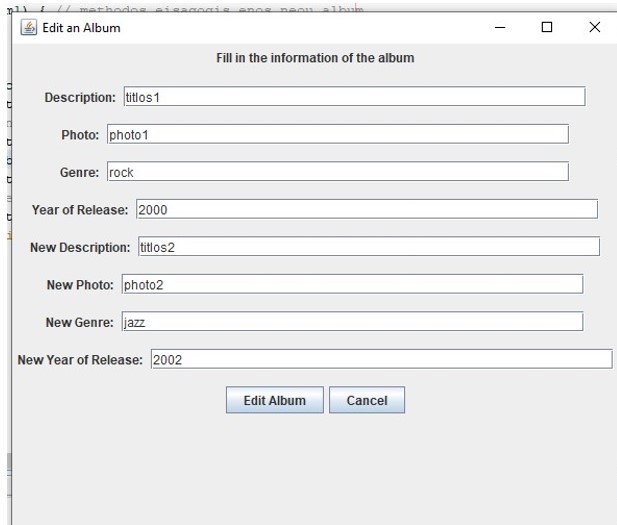 ml) { // methodos eisagogis enos neou album
Edit an Album
Fill in the information of the album
Description: titlos1
Photo: photo1
Genre: rock
Year of Release: 2000
New Description: titlos2
New Photo: photo2
New Genre: jazz
New Year of Release: 2002
Edit Album Cancel